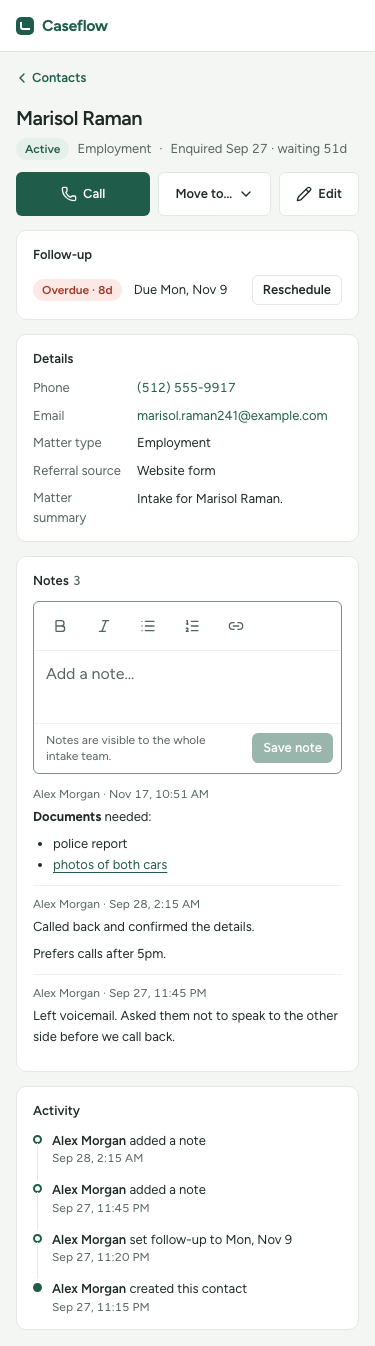 Caseflow
Contacts
Marisol Raman
Active Employment · Enquired Sep 27 · waiting 51d
Call Move to... Edit
Follow-up
Overdue · 8d Due Mon, Nov 9 Reschedule
Details
Phone (512) 555-9917
Email marisol.raman241@example.com
Matter type Employment
Referral source Website form
Matter Intake for Marisol Raman.
summary
Notes 3
Add a note...
Notes are visible to the whole
intake team.
Save note
Alex Morgan · Nov 17, 10:51 AM
Documents needed:
• police report
• photos of both cars
Alex Morgan · Sep 28, 2:15 AM
Called back and confirmed the details.
Prefers calls after 5pm.
Alex Morgan · Sep 27, 11:45 PM
Left voicemail. Asked them not to speak to the other
side before we call back.
Activity
Alex Morgan added a note
Sep 28, 2:15 AM
Alex Morgan added a note
Sep 27, 11:45 PM
Alex Morgan set follow-up to Mon, Nov 9
Sep 27, 11:20 PM
Alex Morgan created this contact
Sep 27, 11:15 PM